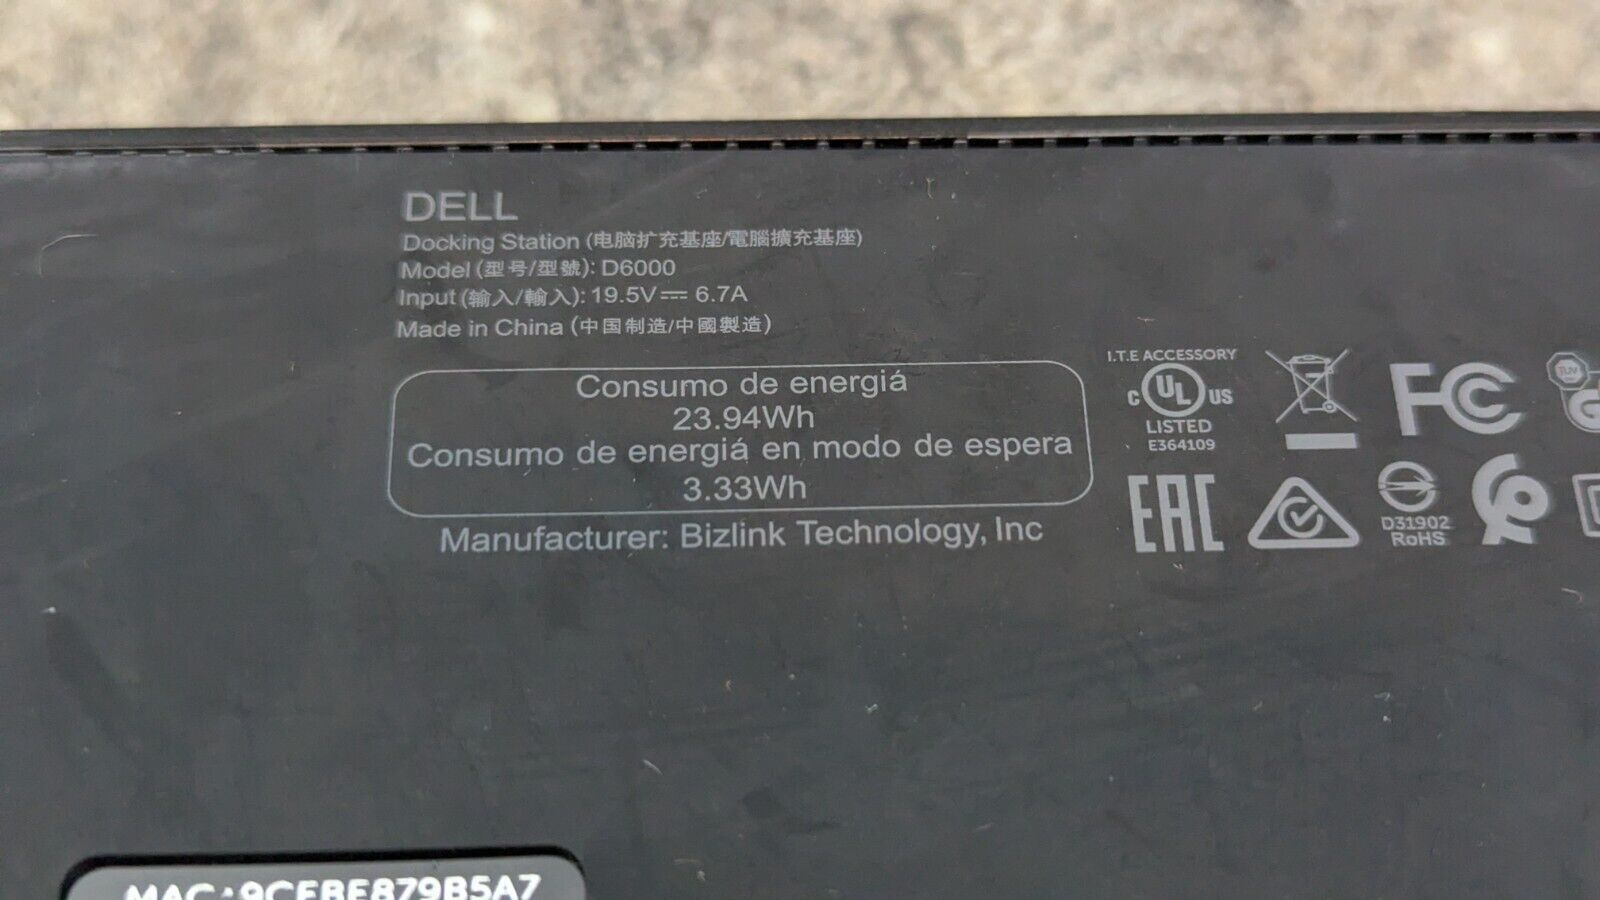 DELL
Docking Station (电脑扩充基座/電腦擴充基座)
Model (型号/型號): D6000
Input (输入/輸入): 19.5V⎓ 6.7A
Made in China (中国制造/中國製造)
Consumo de energiá
23.94Wh
Consumo de energiá en modo de espera
3.33Wh
Manufacturer: Bizlink Technology, Inc
I.T.E ACCESSORY
C UL US
LISTED
E364109
FC
TUV
EAC
D31902
RoHS